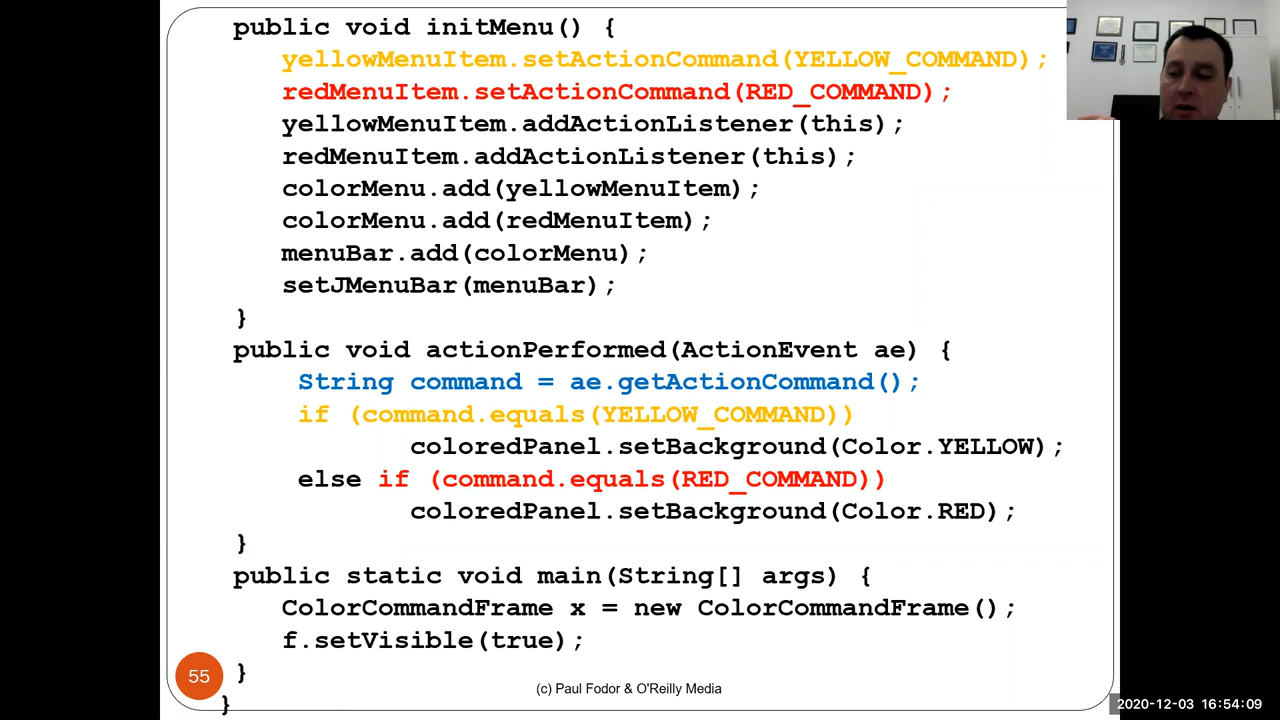 public void initMenu() {
yellowMenuItem.setActionCommand(YELLOW_COMMAND);
redMenuItem.setActionCommand(RED_COMMAND);
yellowMenuItem.addActionListener(this);
redMenuItem.addActionListener(this);
colorMenu.add(yellowMenuItem);
colorMenu.add(redMenuItem);
menuBar.add(colorMenu);
setJMenuBar(menuBar);
}
public void actionPerformed(ActionEvent ae) {
String command = ae.getActionCommand();
if (command.equals(YELLOW_COMMAND))
coloredPanel.setBackground(Color.YELLOW);
else if (command.equals(RED_COMMAND))
coloredPanel.setBackground(Color.RED);
}
public static void main(String[] args) {
ColorCommandFrame x = new ColorCommandFrame();
f.setVisible(true);
}
}
55
(c) Paul Fodor & O'Reilly Media
2020-12-03 16:54:09